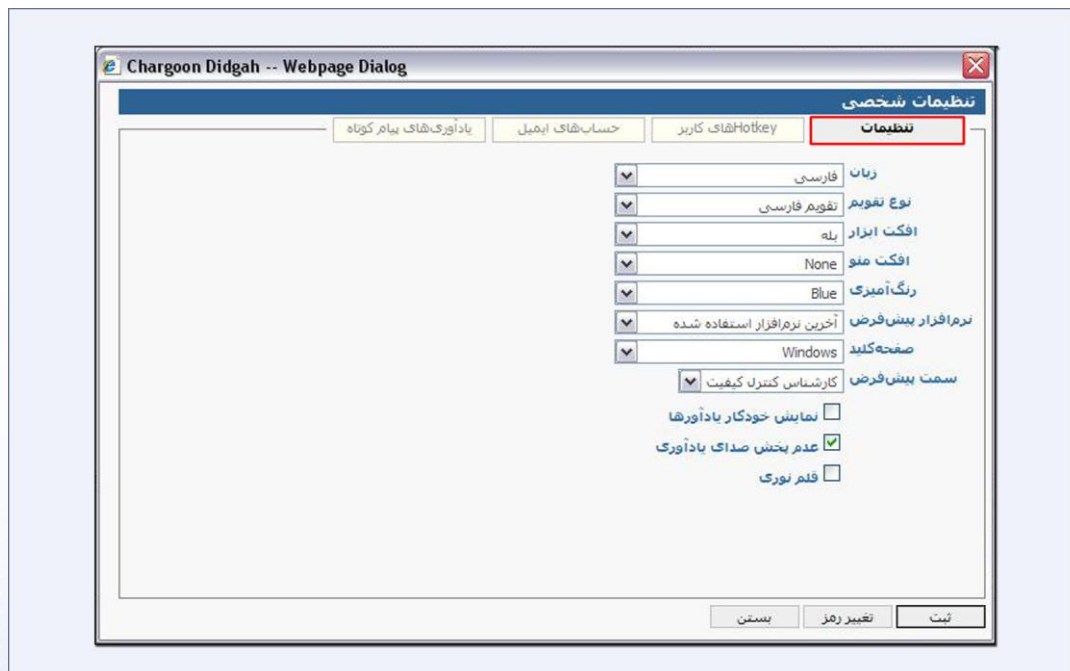 Chargoon Didgah -- Webpage Dialog
تنظیمات شخصی
تنظیمات Hotkeyهای کاربر حساب‌های ایمیل یادآوری‌های پیام کوتاه
زبان فارسی
نوع تقویم تقویم فارسی
افکت ابزار بله
افکت منو None
رنگ‌آمیزی Blue
نرم‌افزار پیش‌فرض آخرین نرم‌افزار استفاده شده
صفحه‌کلید Windows
سمت پیش‌فرض کارشناس کنترل کیفیت
نمایش خودکار یادآورها
عدم پخش صدای یادآوری
قلم نوری
ثبت تغییر رمز بستن